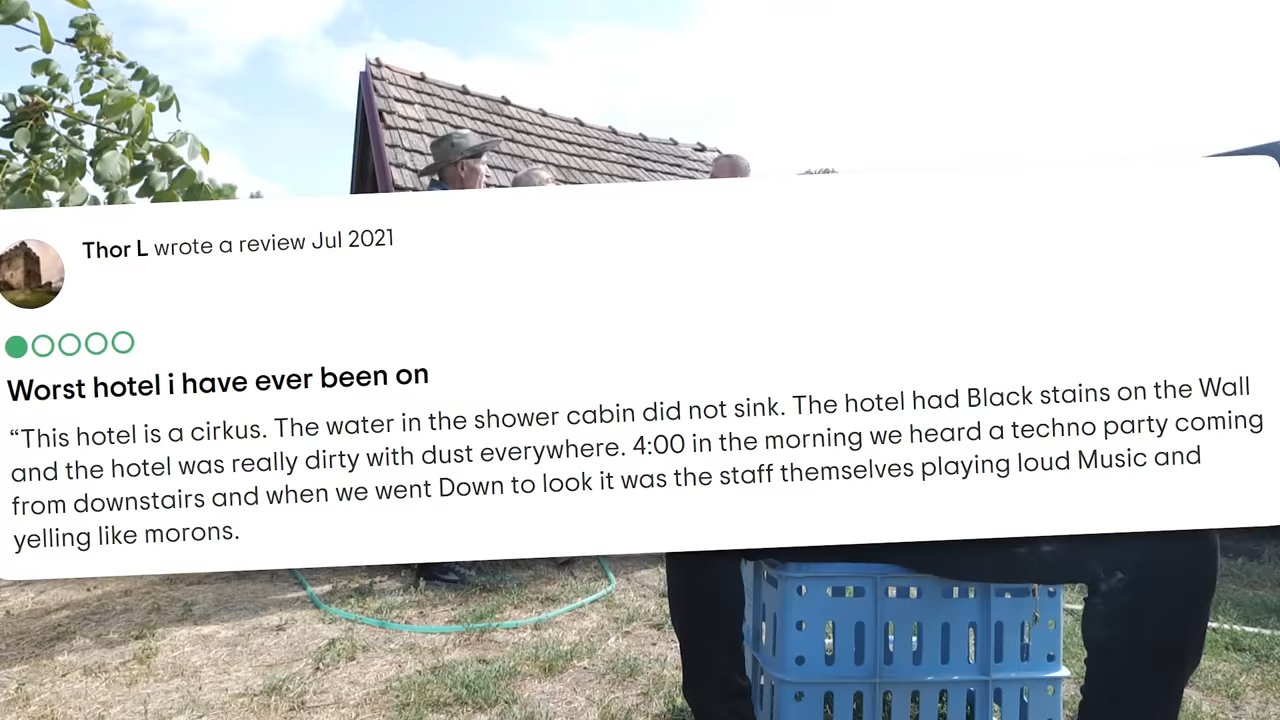 Thor L wrote a review Jul 2021
Worst hotel i have ever been on
“This hotel is a cirkus. The water in the shower cabin did not sink. The hotel had Black stains on the Wall
and the hotel was really dirty with dust everywhere. 4:00 in the morning we heard a techno party coming
from downstairs and when we went Down to look it was the staff themselves playing loud Music and
yelling like morons.